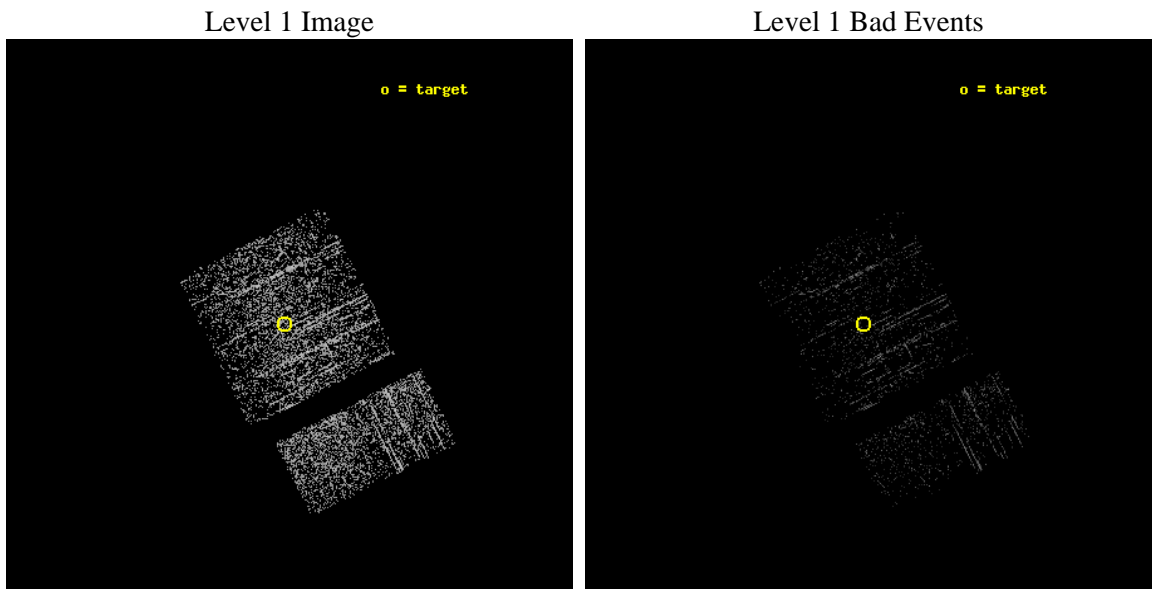 Level 1 Image
Level 1 Bad Events
o = target
o = target